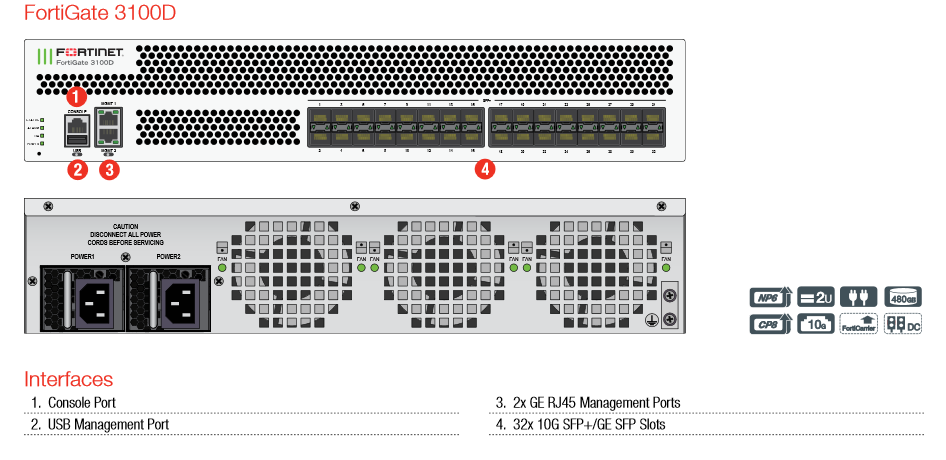 FortiGate 3100D
FORTINET
FortiGate 3100D
1
MGMT 1
CONSOLE
SFP+
USB
MGMT 2
2
3
4
CAUTION
DISCONNECT ALL POWER
CORDS BEFORE SERVICING
POWER1
POWER2
FAN
FAN
FAN
FAN
FAN
FAN
NP6
2U
480GB
CP8
10G
FortiCarrier
DC
Interfaces
1. Console Port
2. USB Management Port
3. 2x GE RJ45 Management Ports
4. 32x 10G SFP+/GE SFP Slots